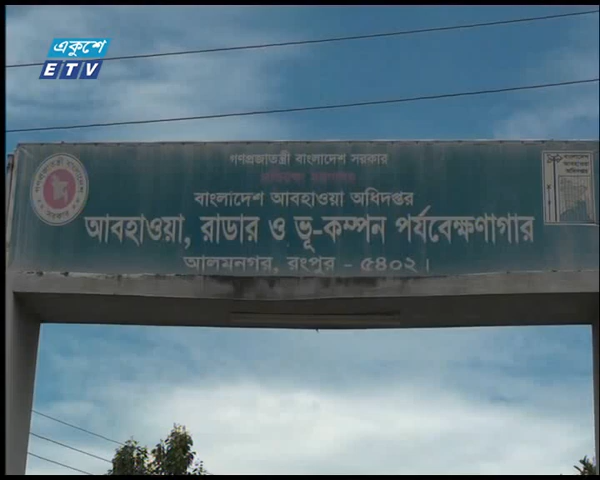 একুশে
ETV
গণপ্রজাতন্ত্রী বাংলাদেশ সরকার
বাংলাদেশ আবহাওয়া অধিদপ্তর
আবহাওয়া, রাডার ও ভূ-কম্পন পর্যবেক্ষণাগার
আলমনগর, রংপুর - ৫৪০২।